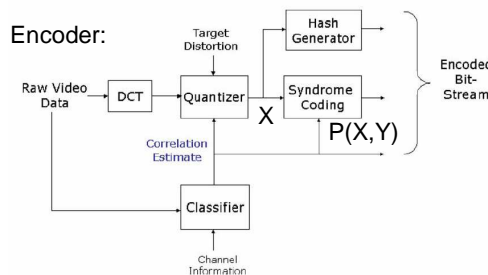 Encoder:
Target
Distortion
Hash
Generator
Raw Video
Data
DCT
Quantizer
X
Syndrome
Coding
Encoded
Bit-
Stream
P(X,Y)
Correlation
Estimate
Classifier
Channel
Information